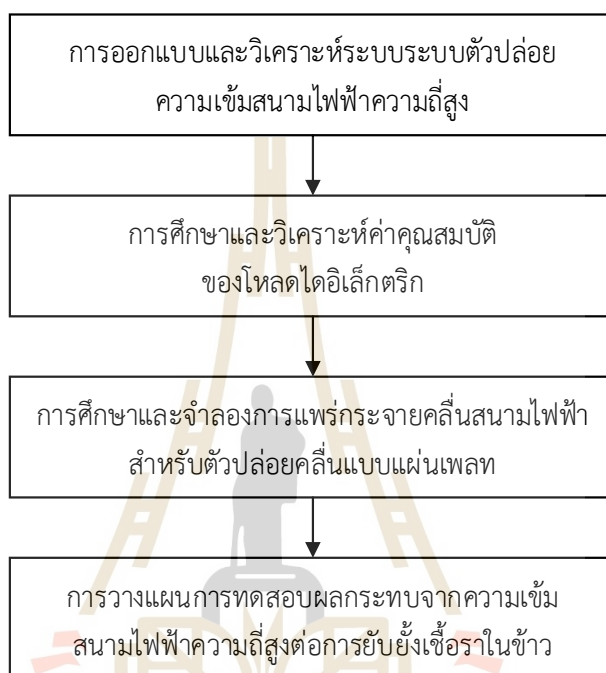 การออกแบบและวิเคราะห์ระบบระบบตัวปล่อย
ความเข้มสนามไฟฟ้าความถี่สูง
การศึกษาและวิเคราะห์ค่าคุณสมบัติ
ของโหลดไดอิเล็กตริก
การศึกษาและจำลองการแพร่กระจายคลื่นสนามไฟฟ้า
สำหรับตัวปล่อยคลื่นแบบแผ่นเพลท
การวางแผนการทดสอบผลกระทบจากความเข้ม
สนามไฟฟ้าความถี่สูงต่อการยับยั้งเชื้อราในข้าว